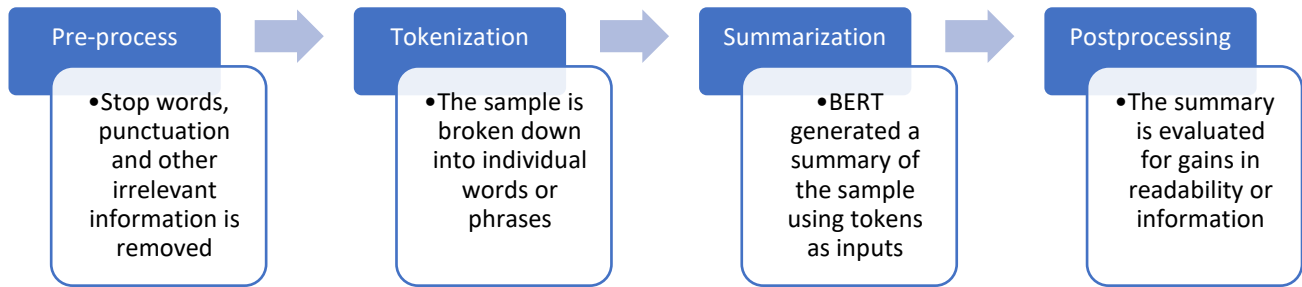 Pre-process
•Stop words,
punctuation
and other
irrelevant
information is
removed
Tokenization
•The sample is
broken down
into individual
words or
phrases
Summarization
•BERT
generated a
summary of
the sample
using tokens
as inputs
Postprocessing
•The summary
is evaluated
for gains in
readability or
information